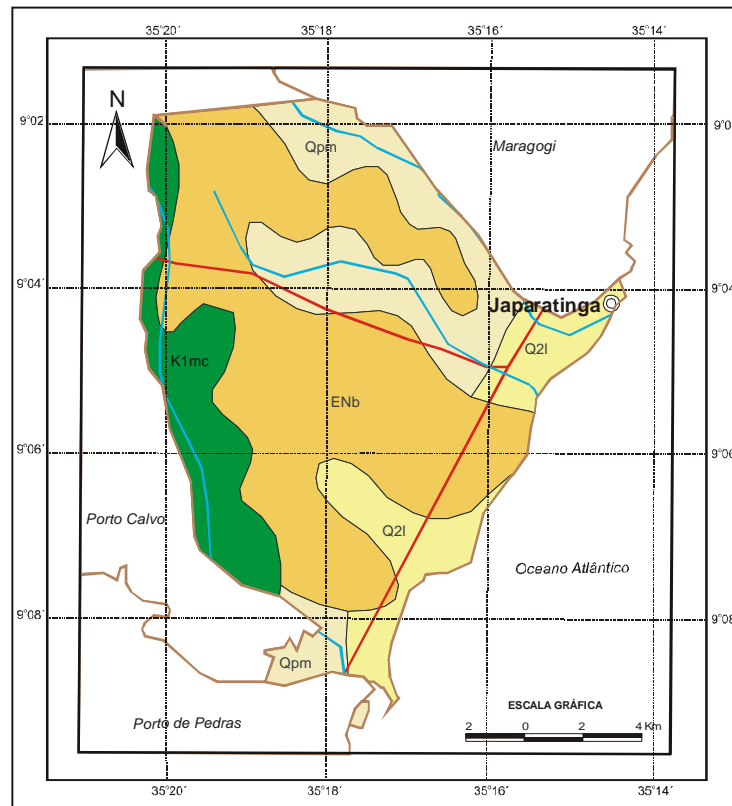 35°20´ 35°18´ 35°16´ 35°14´
N
9°02´ 9°0
Maragogi
Qpm
9°04´ 9°04
Japaratinga
Q2l
K1mc
ENb
9°06´ 9°06
Porto Calvo
Q2l
Oceano Atlântico
9°08´ 9°08
Qpm
ESCALA GRÁFICA
Porto de Pedras
2 0 2 4 Km
35°20´ 35°18´ 35°16´ 35°14´